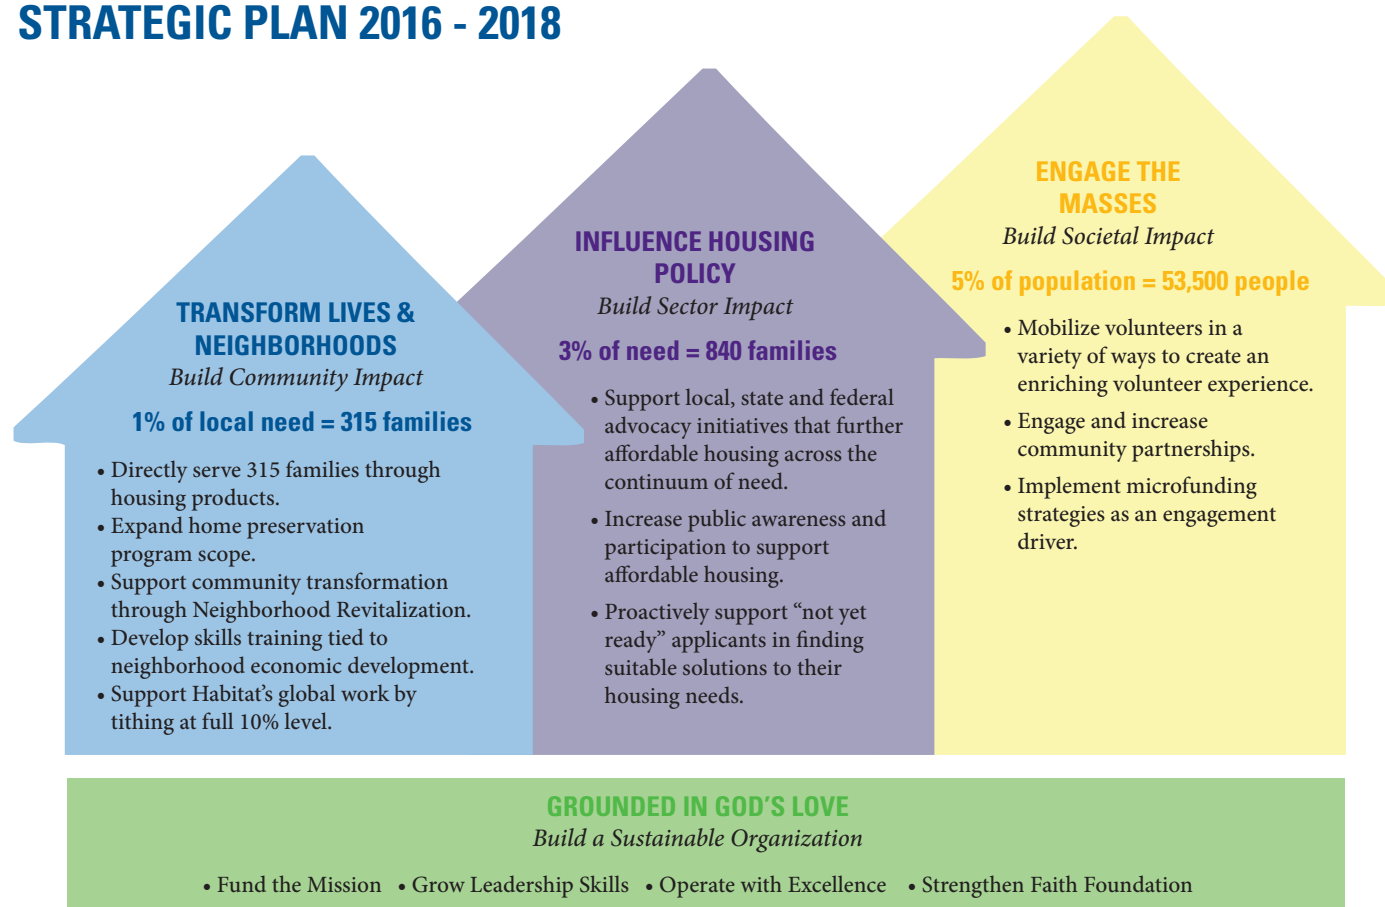 STRATEGIC PLAN 2016 - 2018
TRANSFORM LIVES &
NEIGHBORHOODS
Build Community Impact
1% of local need = 315 families
• Directly serve 315 families through
housing products.
• Expand home preservation
program scope.
• Support community transformation
through Neighborhood Revitalization.
• Develop skills training tied to
neighborhood economic development.
• Support Habitat’s global work by
tithing at full 10% level.
INFLUENCE HOUSING
POLICY
Build Sector Impact
3% of need = 840 families
• Support local, state and federal
advocacy initiatives that further
affordable housing across the
continuum of need.
• Increase public awareness and
participation to support
affordable housing.
• Proactively support “not yet
ready” applicants in finding
suitable solutions to their
housing needs.
ENGAGE THE
MASSES
Build Societal Impact
5% of population = 53,500 people
• Mobilize volunteers in a
variety of ways to create an
enriching volunteer experience.
• Engage and increase
community partnerships.
• Implement microfunding
strategies as an engagement
driver.
GROUNDED IN GOD’S LOVE
Build a Sustainable Organization
• Fund the Mission • Grow Leadership Skills • Operate with Excellence • Strengthen Faith Foundation